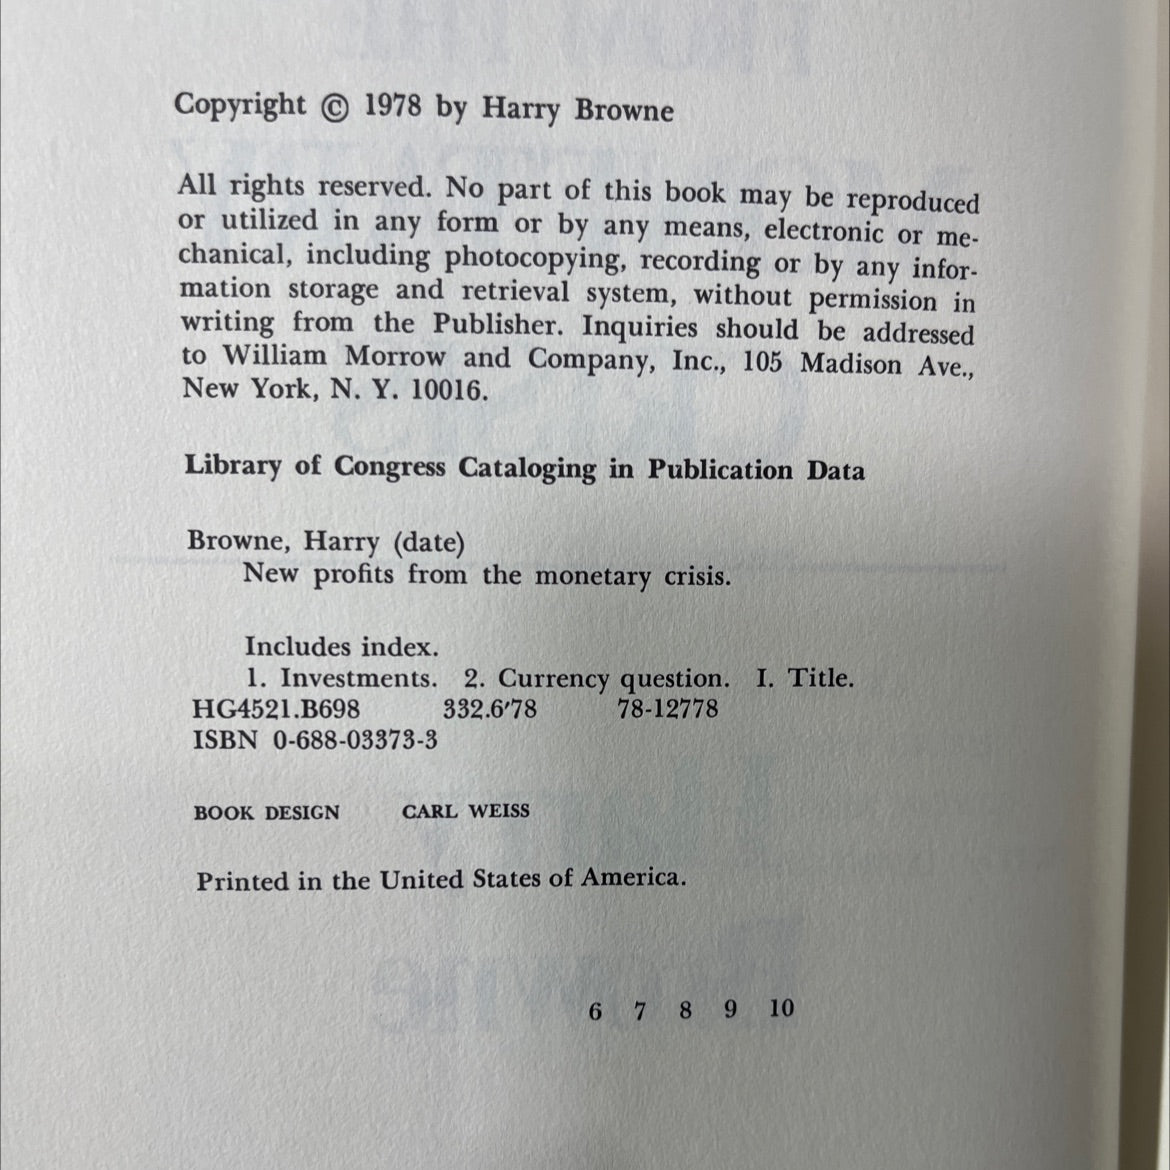 Copyright © 1978 by Harry Browne
All rights reserved. No part of this book may be reproduced
or utilized in any form or by any means, electronic or me-
chanical, including photocopying, recording or by any infor-
mation storage and retrieval system, without permission in
writing from the Publisher. Inquiries should be addressed
to William Morrow and Company, Inc., 105 Madison Ave.,
New York, N. Y. 10016.
Library of Congress Cataloging in Publication Data
Browne, Harry (date)
New profits from the monetary crisis.
Includes index.
1. Investments. 2. Currency question. I. Title.
HG4521.B698 332.6′78 78-12778
ISBN 0-688-03373-3
BOOK DESIGN CARL WEISS
Printed in the United States of America.
6 7 8 9 10